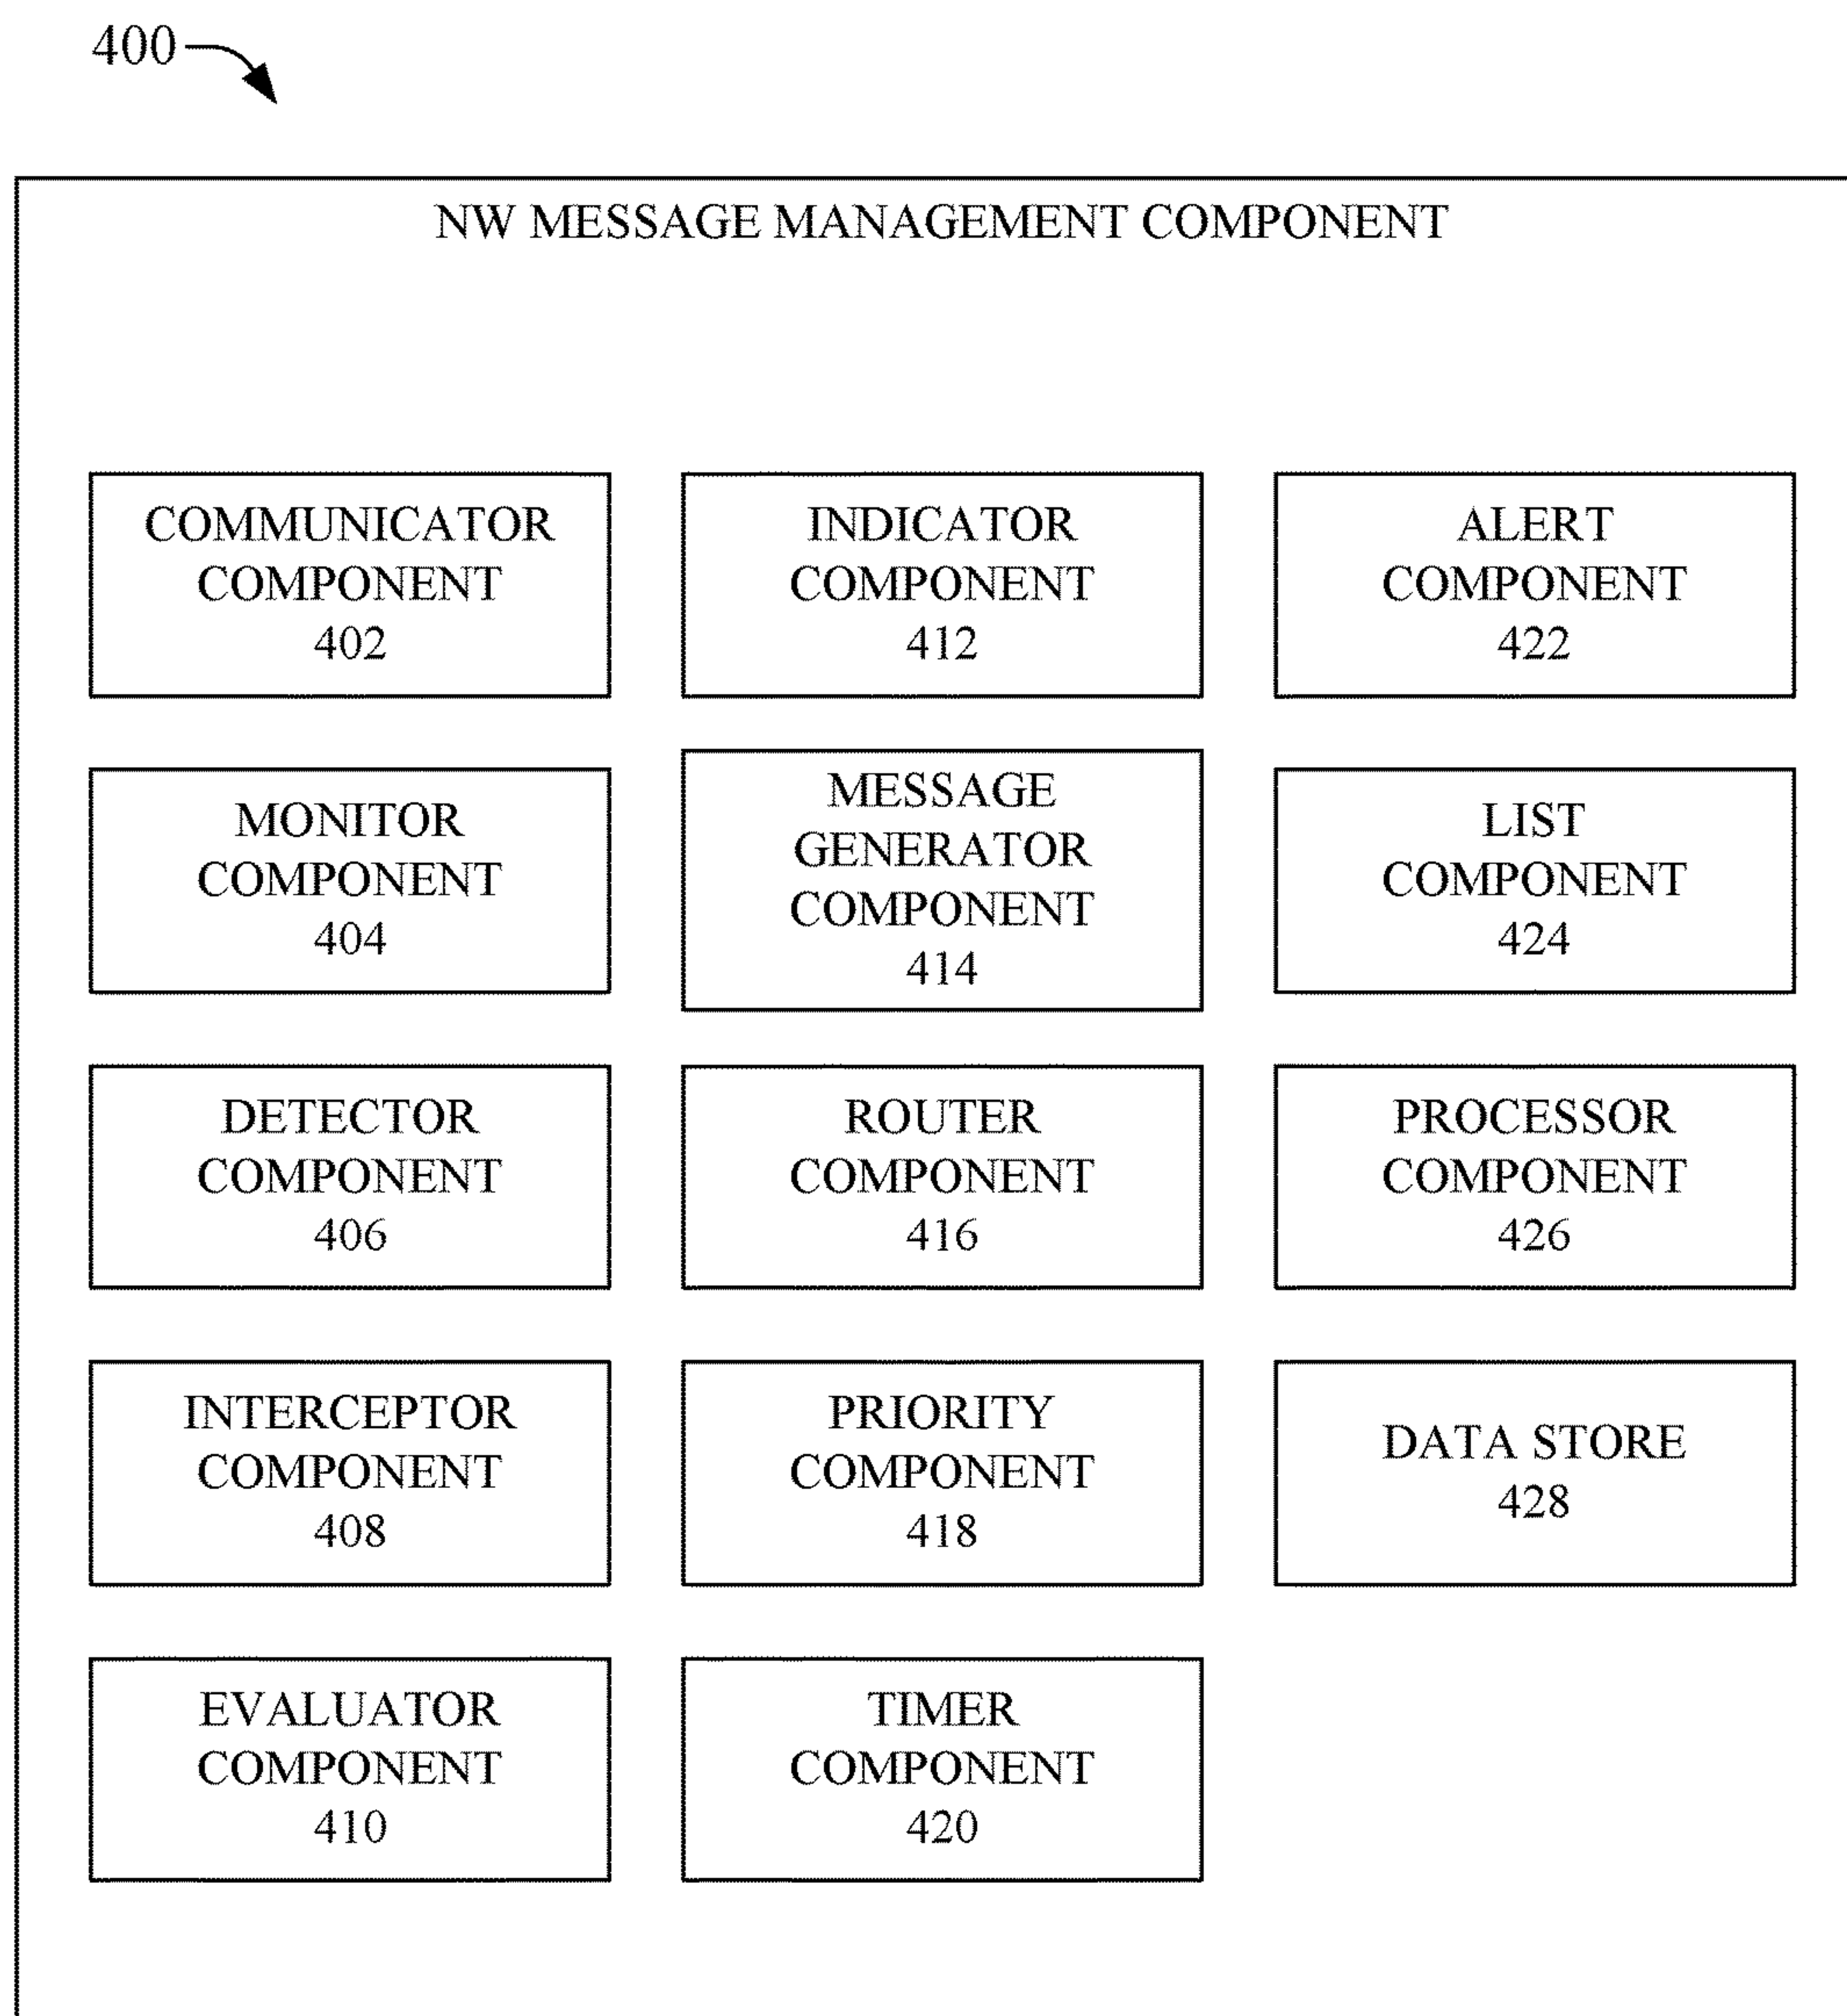 400
NW MESSAGE MANAGEMENT COMPONENT
COMMUNICATOR
COMPONENT
402
MONITOR
COMPONENT
404
DETECTOR
COMPONENT
406
INTERCEPTOR
COMPONENT
408
EVALUATOR
COMPONENT
410
INDICATOR
COMPONENT
412
MESSAGE
GENERATOR
COMPONENT
414
ROUTER
COMPONENT
416
PRIORITY
COMPONENT
418
TIMER
COMPONENT
420
ALERT
COMPONENT
422
LIST
COMPONENT
424
PROCESSOR
COMPONENT
426
DATA STORE
428